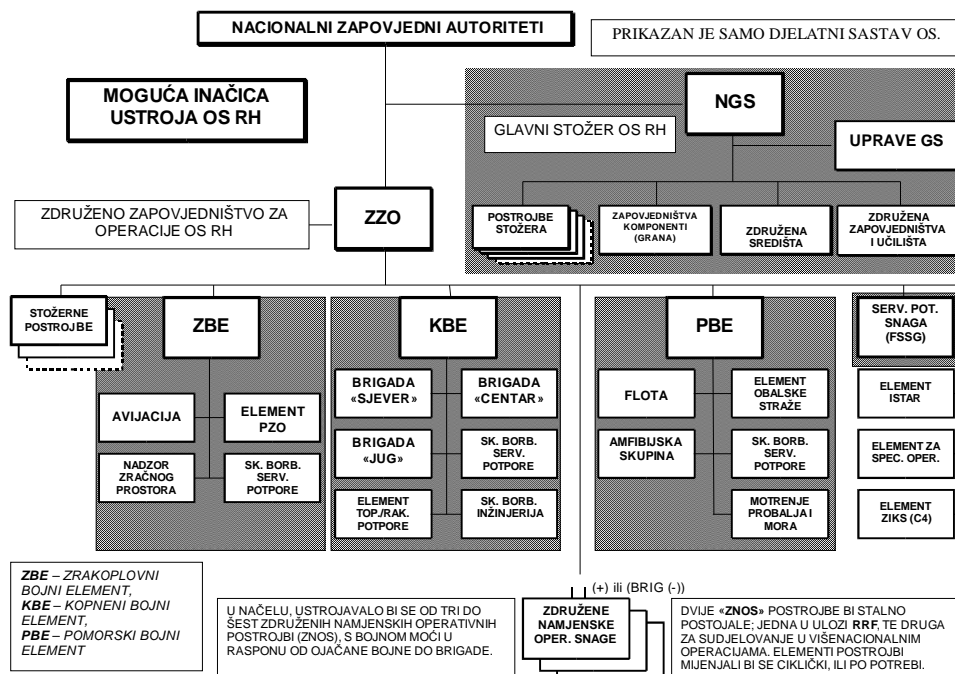 NACIONALNI ZAPOVJEDNI AUTORITETI
PRIKAZAN JE SAMO DJELATNI SASTAV OS.
MOGUĆA INAČICA
USTROJA OS RH
NGS
GLAVNI STOŽER OS RH
UPRAVE GS
ZZO
ZDRUŽENO ZAPOVJEDNIŠTVO ZA
OPERACIJE OS RH
POSTROJBE
STOŽERA
ZAPOVJEDNIŠTVA
KOMPONENTI
(GRANA)
ZDRUŽENA
SREDIŠTA
ZDRUŽENA
ZAPOVJEDNIŠTVA
I UČILIŠTA
STOŽERNE
POSTROJBE
ZBE
AVIJACIJA
ELEMENT
PZO
NADZOR
ZRAČNOG
PROSTORA
SK. BORB.
SERV.
POTPORE
KBE
BRIGADA
«SJEVER»
BRIGADA
«CENTAR»
BRIGADA
«JUG»
SK. BORB.
SERV.
POTPORE
ELEMENT
TOP./RAK.
POTPORE
SK. BORB.
INŽINJERIJA
PBE
FLOTA
ELEMENT
OBALSKE
STRAŽE
AMFIBIJSKA
SKUPINA
SK. BORB.
SERV.
POTPORE
MOTRENJE
PROBALJA I
MORA
SERV. POT.
SNAGA
(FSSG)
ELEMENT
ISTAR
ELEMENT ZA
SPEC. OPER.
ELEMENT
ZIKS (C4)
ZBE – ZRAKOPLOVNI
BOJNI ELEMENT,
KBE – KOPNENI BOJNI
ELEMENT,
PBE – POMORSKI BOJNI
ELEMENT
U NAČELU, USTROJAVALO BI SE OD TRI DO
ŠEST ZDRUŽENIH NAMJENSKIH OPERATIVNIH
POSTROJBI (ZNOS), S BOJNOM MOĆI U
RASPONU OD OJAČANE BOJNE DO BRIGADE.
(+) ili (BRIG (-))
ZDRUŽENE
NAMJENSKE
OPER. SNAGE
DVIJE «ZNOS» POSTROJBE BI STALNO
POSTOJALE; JEDNA U ULOZI RRF, TE DRUGA
ZA SUDJELOVANJE U VIŠENACIONALNIM
OPERACIJAMA. ELEMENTI POSTROJBI
MIJENJALI BI SE CIKLIČKI, ILI PO POTREBI.